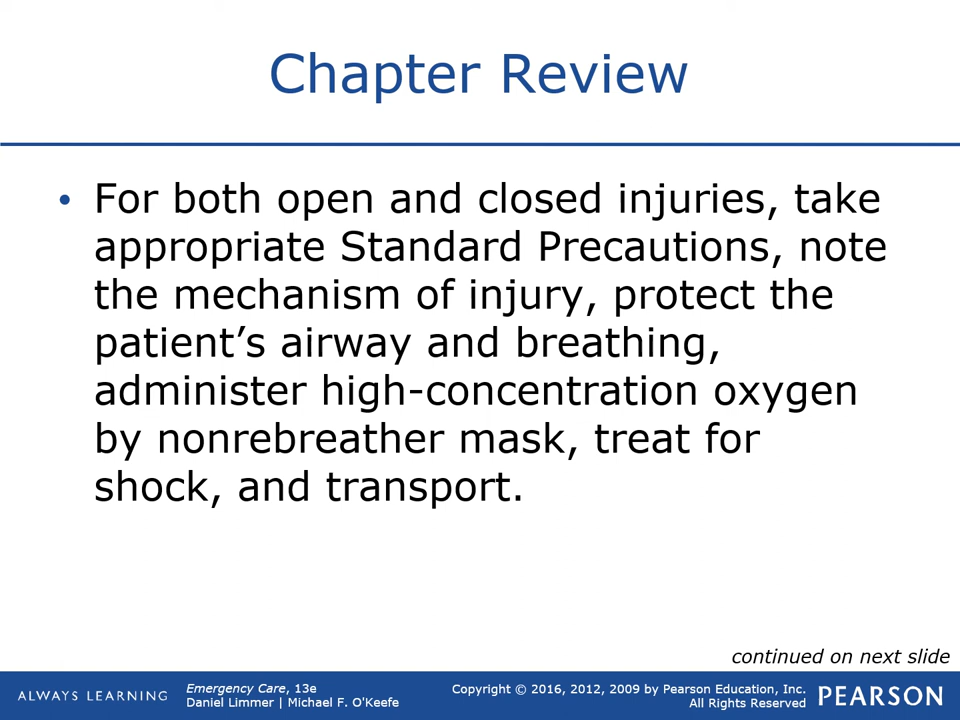 Chapter Review
• For both open and closed injuries, take
appropriate Standard Precautions, note
the mechanism of injury, protect the
patient’s airway and breathing,
administer high-concentration oxygen
by nonrebreather mask, treat for
shock, and transport.
continued on next slide
ALWAYS LEARNING
Emergency Care, 13e
Daniel Limmer | Michael F. O'Keefe
Copyright © 2016, 2012, 2009 by Pearson Education, Inc.
All Rights Reserved
PEARSON